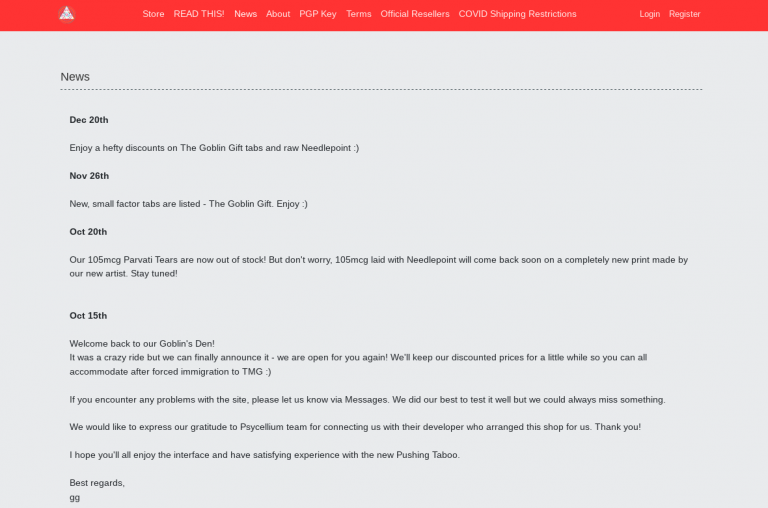 Store READ THIS! News About PGP Key Terms Official Resellers COVID Shipping Restrictions Login Register
News
Dec 20th
Enjoy a hefty discounts on The Goblin Gift tabs and raw Needlepoint :)
Nov 26th
New, small factor tabs are listed - The Goblin Gift. Enjoy :)
Oct 20th
Our 105mcg Parvati Tears are now out of stock! But don't worry, 105mcg laid with Needlepoint will come back soon on a completely new print made by
our new artist. Stay tuned!
Oct 15th
Welcome back to our Goblin's Den!
It was a crazy ride but we can finally announce it - we are open for you again! We'll keep our discounted prices for a little while so you can all
accommodate after forced immigration to TMG :)
If you encounter any problems with the site, please let us know via Messages. We did our best to test it well but we could always miss something.
We would like to express our gratitude to Psycellium team for connecting us with their developer who arranged this shop for us. Thank you!
I hope you'll all enjoy the interface and have satisfying experience with the new Pushing Taboo.
Best regards,
gg